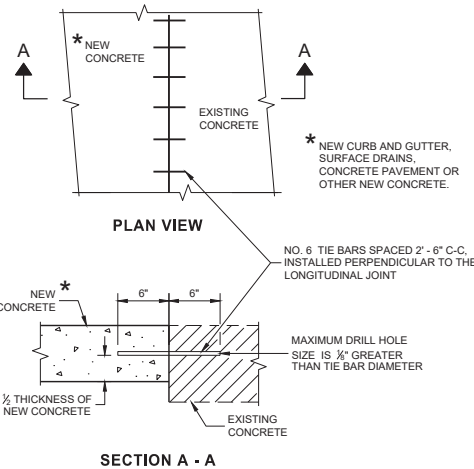 A
* NEW
CONCRETE
A
EXISTING
CONCRETE
* NEW CURB AND GUTTER,
SURFACE DRAINS,
CONCRETE PAVEMENT OR
OTHER NEW CONCRETE.
PLAN VIEW
NO. 6 TIE BARS SPACED 2' - 6" C-C,
INSTALLED PERPENDICULAR TO THE
LONGITUDINAL JOINT
NEW *
CONCRETE
6" 6"
MAXIMUM DRILL HOLE
SIZE IS ⅛" GREATER
THAN TIE BAR DIAMETER
½ THICKNESS OF
NEW CONCRETE
EXISTING
CONCRETE
SECTION A - A